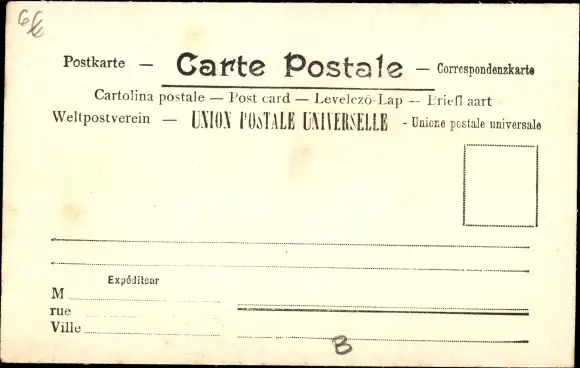 Postkarte — Carte Postale — Correspondenzkarte
Cartolina postale — Post card — Levelezö-Lap — Briefkaart
Weltpostverein — UNION POSTALE UNIVERSELLE - Unione postale universale
Expéditeur
M
rue
Ville
B